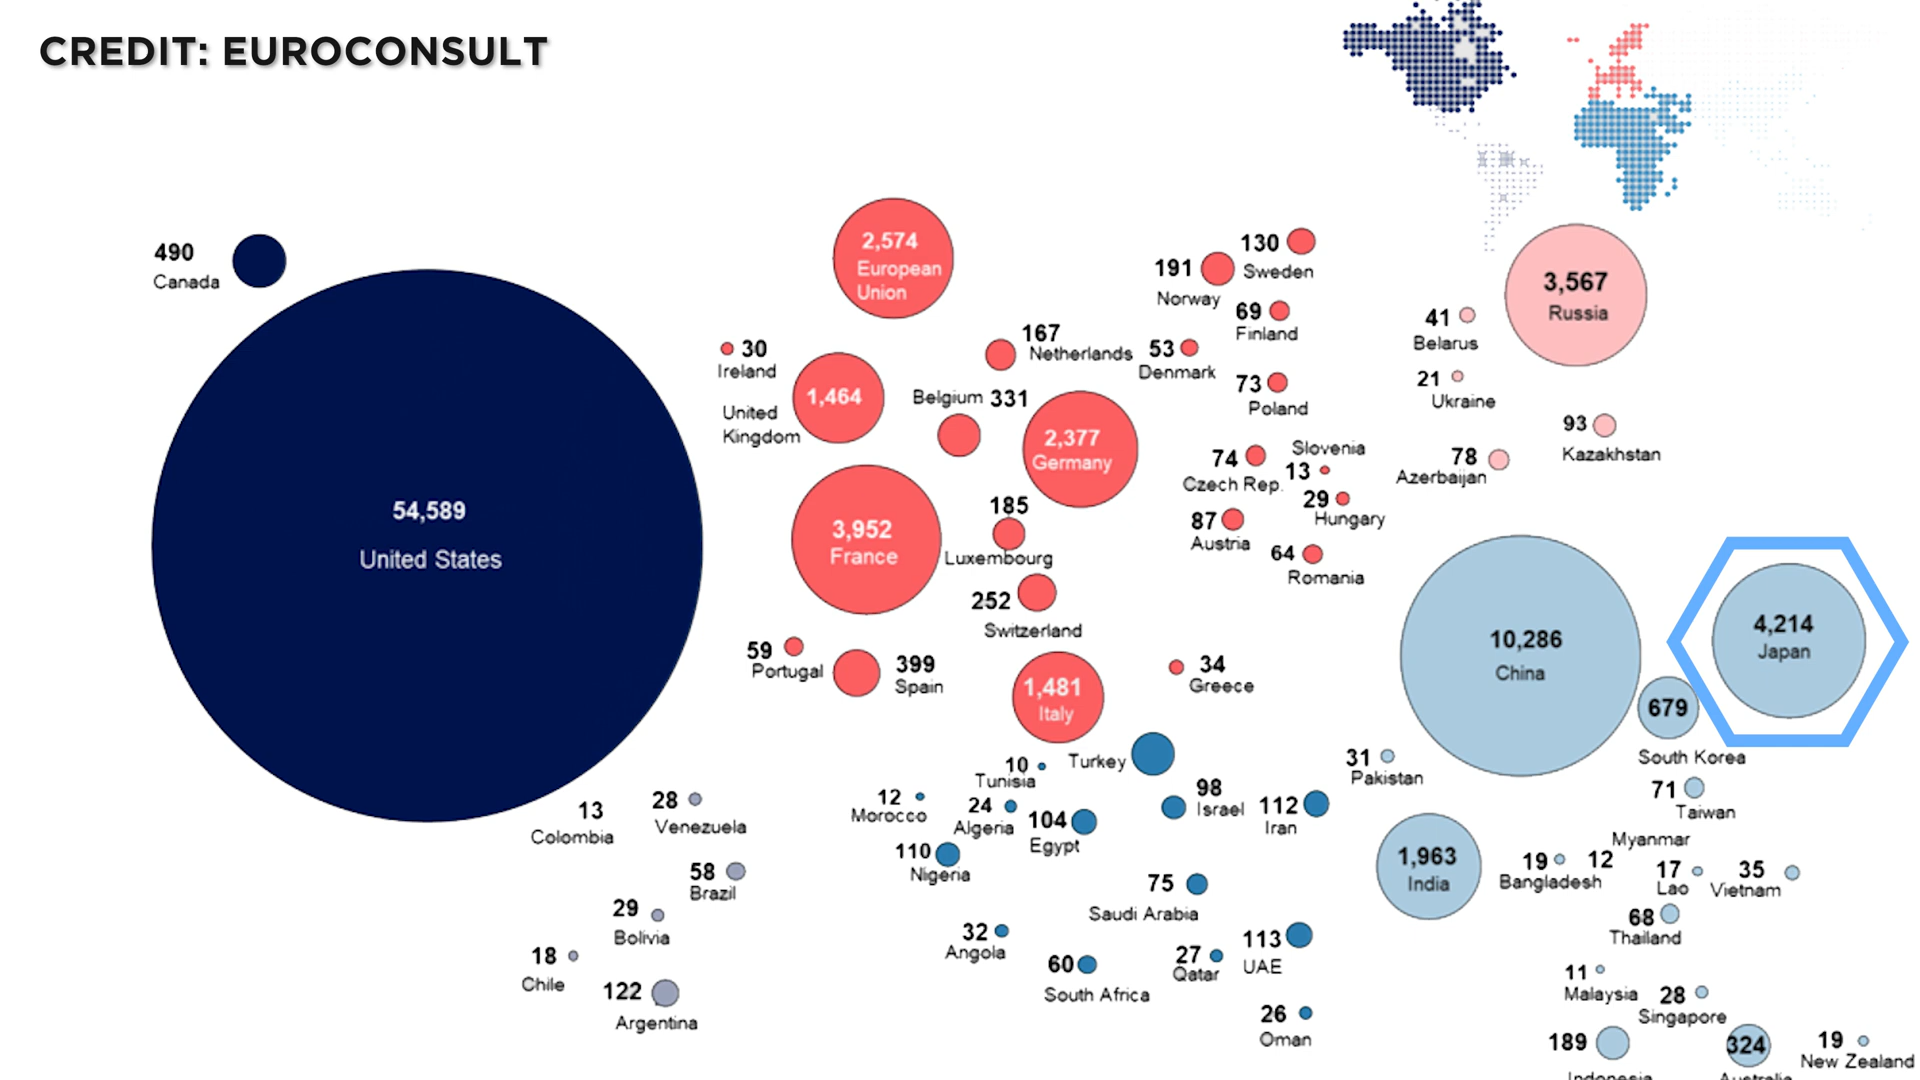 CREDIT: EUROCONSULT
490
Canada
54,589
United States
2,574
European
Union
30
Ireland
United
Kingdom
1,464
167
Netherlands
Belgium 331
2,377
Germany
3,952
France
185
Luxembourg
252
Switzerland
59
Portugal
399
Spain
1,481
Italy
34
Greece
191
Norway
130
Sweden
69
Finland
53
Denmark
73
Poland
Slovenia
13
74
Czech Rep.
29
Hungary
87
Austria
64
Romania
3,567
Russia
41
Belarus
21
Ukraine
93
Kazakhstan
78
Azerbaijan
10,286
China
4,214
Japan
679
South Korea
31
Pakistan
71
Taiwan
Myanmar
12
1,963
India
19
Bangladesh
17
Lao
35
Vietnam
68
Thailand
11
Malaysia
28
Singapore
189
Indonesia
324
Australia
19
New Zealand
Turkey
10
Tunisia
12
Morocco
24
Algeria
104
Egypt
98
Israel
112
Iran
110
Nigeria
75
Saudi Arabia
32
Angola
60
South Africa
27
Qatar
113
UAE
26
Oman
13
Colombia
28
Venezuela
58
Brazil
29
Bolivia
18
Chile
122
Argentina